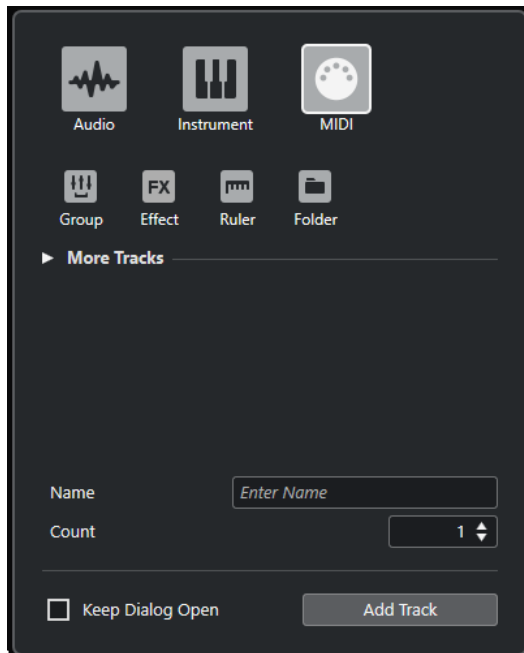 Audio Instrument MIDI
FX
Group Effect Ruler Folder
More Tracks
Name Enter Name
Count 1
Keep Dialog Open Add Track